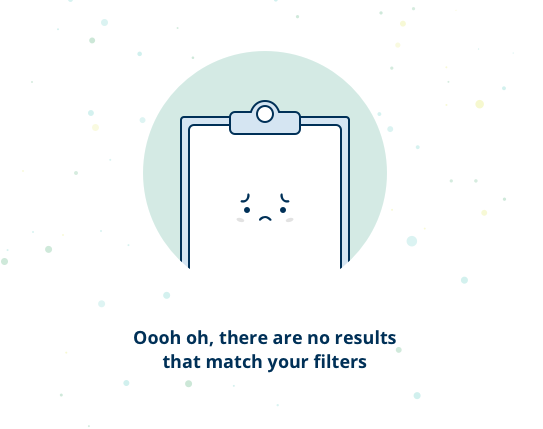 Oooh oh, there are no results
that match your filters